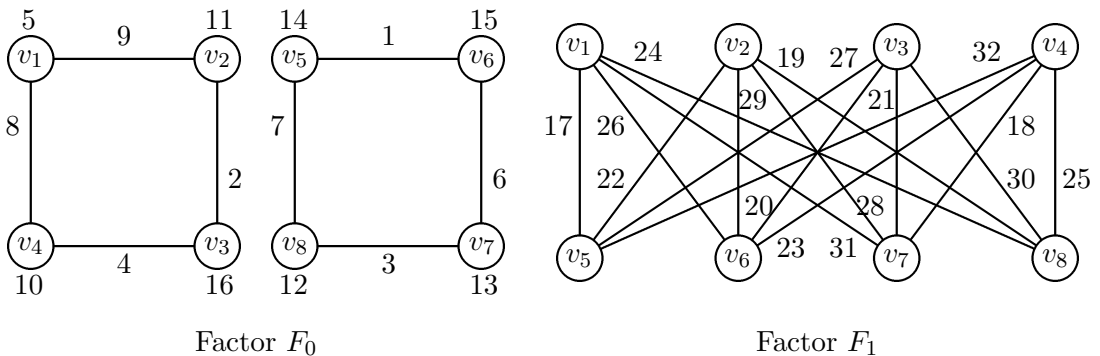 5 9 11 14 1 15
v1 v2 v5 v6
8 2 7 6
v4 4 v3 v8 3 v7
10 16 12 13
Factor F0
v1 24 v2 19 27 v3 32 v4
29 21
17 26 18
22 30 25
20 28
v5 v6 23 31 v7 v8
Factor F1